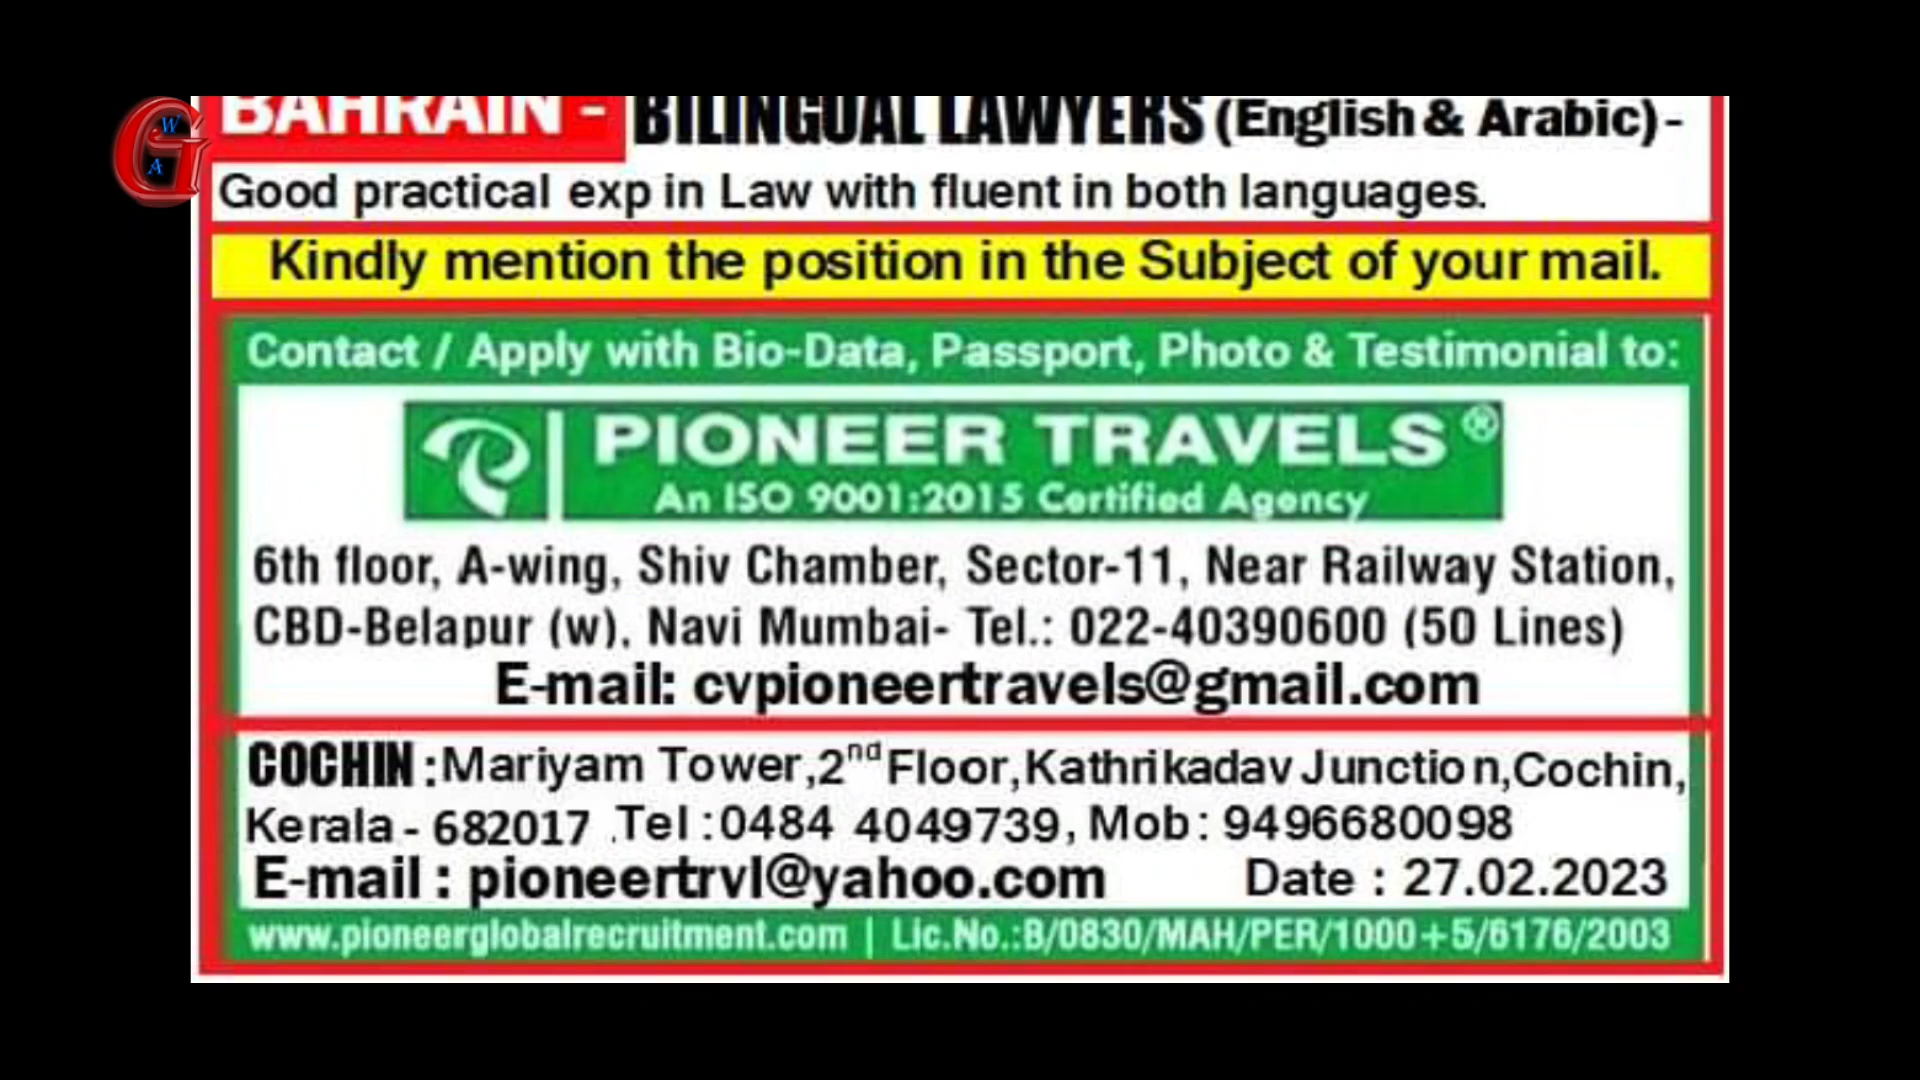 G W A
BAHRAIN - BILINGUAL LAWYERS (English & Arabic) -
Good practical exp in Law with fluent in both languages.
Kindly mention the position in the Subject of your mail.
Contact / Apply with Bio-Data, Passport, Photo & Testimonial to:
PIONEER TRAVELS ®
An ISO 9001:2015 Certified Agency
6th floor, A-wing, Shiv Chamber, Sector-11, Near Railway Station,
CBD-Belapur (w), Navi Mumbai- Tel.: 022-40390600 (50 Lines)
E-mail: cvpioneertravels@gmail.com
COCHIN :Mariyam Tower,2nd Floor,Kathrikadav Junction,Cochin,
Kerala - 682017 .Tel :0484 4049739, Mob: 9496680098
E-mail : pioneertrvl@yahoo.com Date : 27.02.2023
www.pioneerglobalrecruitment.com | Lic.No.:B/0830/MAH/PER/1000+5/6176/2003